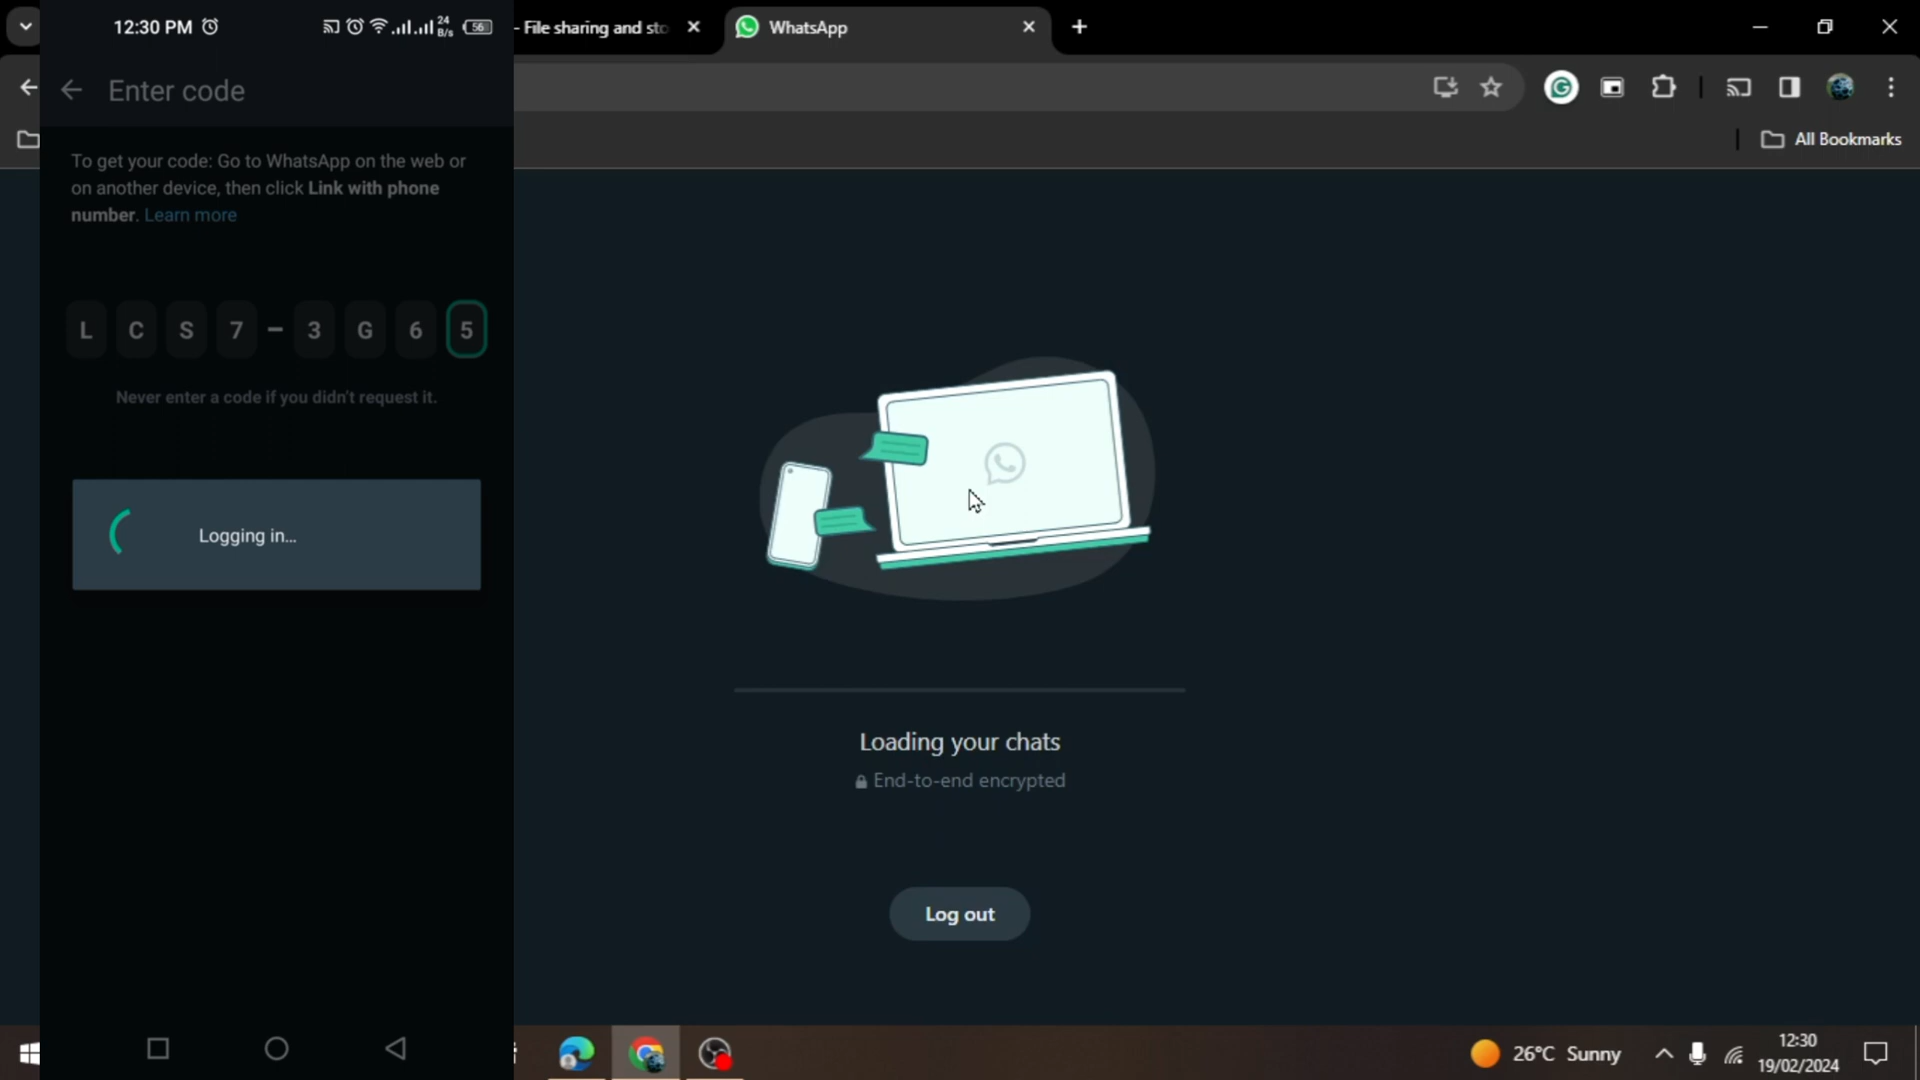 12:30 PM
24
B/s
56
Enter code
To get your code: Go to WhatsApp on the web or
on another device, then click Link with phone
number. Learn more
L C S 7 – 3 G 6 5
Never enter a code if you didn't request it.
Logging in...
- File sharing and sto
WhatsApp
All Bookmarks
Loading your chats
End-to-end encrypted
Log out
26°C Sunny
12:30
19/02/2024